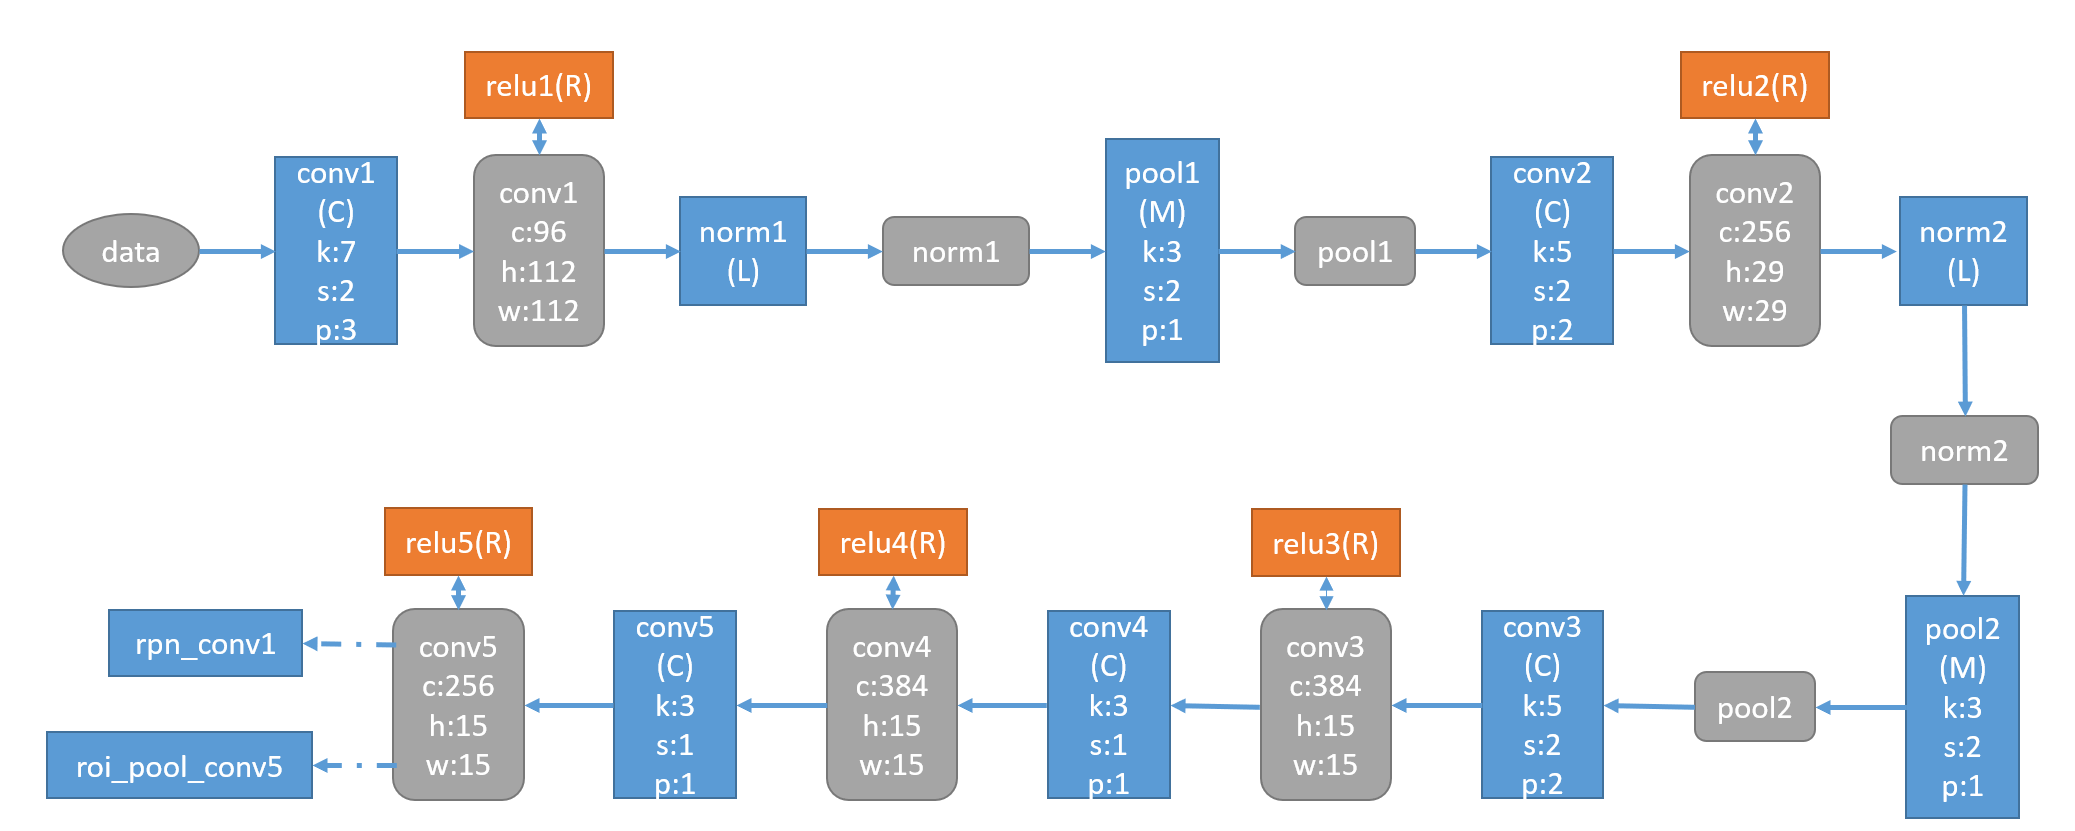 relu1(R)
relu2(R)
data
conv1
(C)
k:7
s:2
p:3
conv1
c:96
h:112
w:112
norm1
(L)
norm1
pool1
(M)
k:3
s:2
p:1
pool1
conv2
(C)
k:5
s:2
p:2
conv2
c:256
h:29
w:29
norm2
(L)
norm2
pool2
(M)
k:3
s:2
p:1
pool2
conv3
(C)
k:5
s:2
p:2
relu3(R)
conv3
c:384
h:15
w:15
conv4
(C)
k:3
s:1
p:1
relu4(R)
conv4
c:384
h:15
w:15
conv5
(C)
k:3
s:1
p:1
relu5(R)
conv5
c:256
h:15
w:15
rpn_conv1
roi_pool_conv5